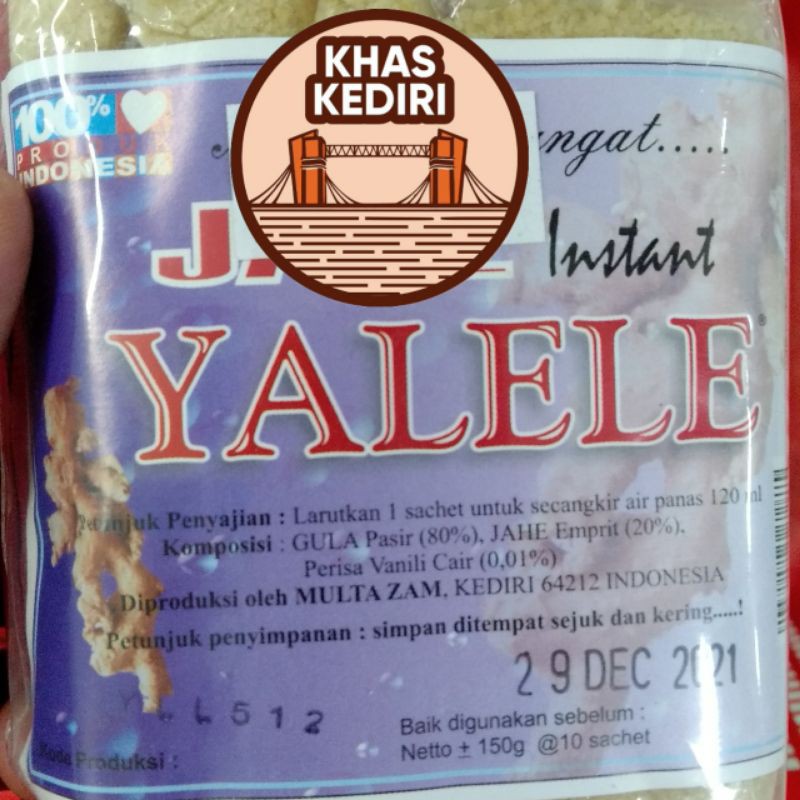 KHAS
KEDIRI
100%
PRODUK
INDONESIA
ngat.....
Instant
YALELE®
Petunjuk Penyajian : Larutkan 1 sachet untuk secangkir air panas 120 ml
Komposisi : GULA Pasir (80%), JAHE Emprit (20%),
Perisa Vanili Cair (0,01%)
Diproduksi oleh MULTA ZAM, KEDIRI 64212 INDONESIA
Petunjuk penyimpanan : simpan ditempat sejuk dan kering.....!
29 DEC 2021
512
Baik digunakan sebelum :
Netto ± 150g @10 sachet
Kode Produksi :